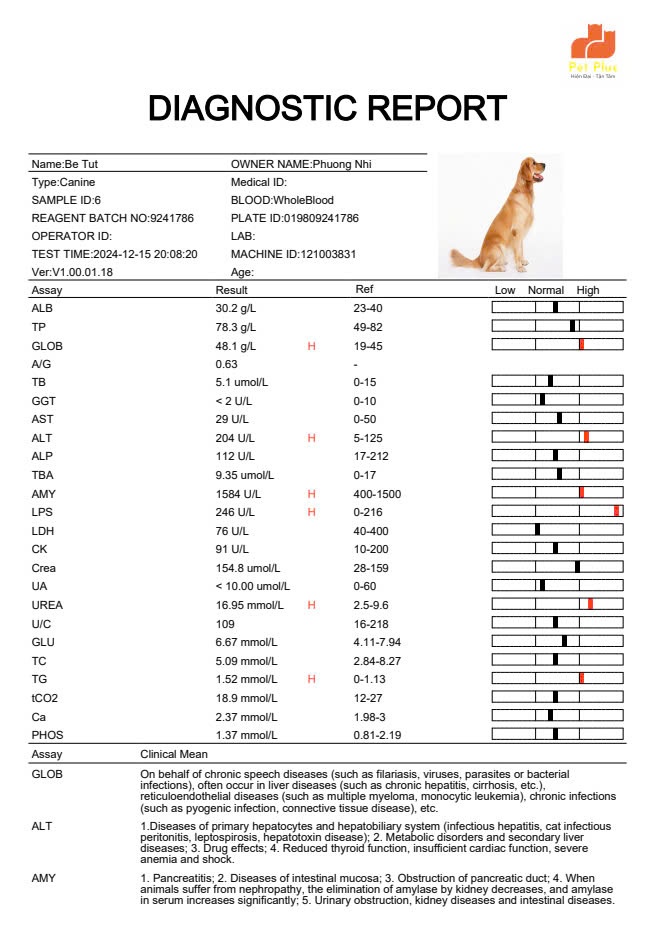 Pet Plus
Hiện Đại - Tận Tâm
DIAGNOSTIC REPORT
Name:Be Tut OWNER NAME:Phuong Nhi
Type:Canine Medical ID:
SAMPLE ID:6 BLOOD:WholeBlood
REAGENT BATCH NO:9241786 PLATE ID:019809241786
OPERATOR ID: LAB:
TEST TIME:2024-12-15 20:08:20 MACHINE ID:121003831
Ver:V1.00.01.18 Age:
Assay Result Ref Low Normal High
ALB 30.2 g/L 23-40
TP 78.3 g/L 49-82
GLOB 48.1 g/L H 19-45
A/G 0.63 -
TB 5.1 umol/L 0-15
GGT < 2 U/L 0-10
AST 29 U/L 0-50
ALT 204 U/L H 5-125
ALP 112 U/L 17-212
TBA 9.35 umol/L 0-17
AMY 1584 U/L H 400-1500
LPS 246 U/L H 0-216
LDH 76 U/L 40-400
CK 91 U/L 10-200
Crea 154.8 umol/L 28-159
UA < 10.00 umol/L 0-60
UREA 16.95 mmol/L H 2.5-9.6
U/C 109 16-218
GLU 6.67 mmol/L 4.11-7.94
TC 5.09 mmol/L 2.84-8.27
TG 1.52 mmol/L H 0-1.13
tCO2 18.9 mmol/L 12-27
Ca 2.37 mmol/L 1.98-3
PHOS 1.37 mmol/L 0.81-2.19
Assay Clinical Mean
GLOB On behalf of chronic speech diseases (such as filariasis, viruses, parasites or bacterial
infections), often occur in liver diseases (such as chronic hepatitis, cirrhosis, etc.),
reticuloendothelial diseases (such as multiple myeloma, monocytic leukemia), chronic infections
(such as pyogenic infection, connective tissue disease), etc.
ALT 1.Diseases of primary hepatocytes and hepatobiliary system (infectious hepatitis, cat infectious
peritonitis, leptospirosis, hepatotoxin disease); 2. Metabolic disorders and secondary liver
diseases; 3. Drug effects; 4. Reduced thyroid function, insufficient cardiac function, severe
anemia and shock.
AMY 1. Pancreatitis; 2. Diseases of intestinal mucosa; 3. Obstruction of pancreatic duct; 4. When
animals suffer from nephropathy, the elimination of amylase by kidney decreases, and amylase
in serum increases significantly; 5. Urinary obstruction, kidney diseases and intestinal diseases.